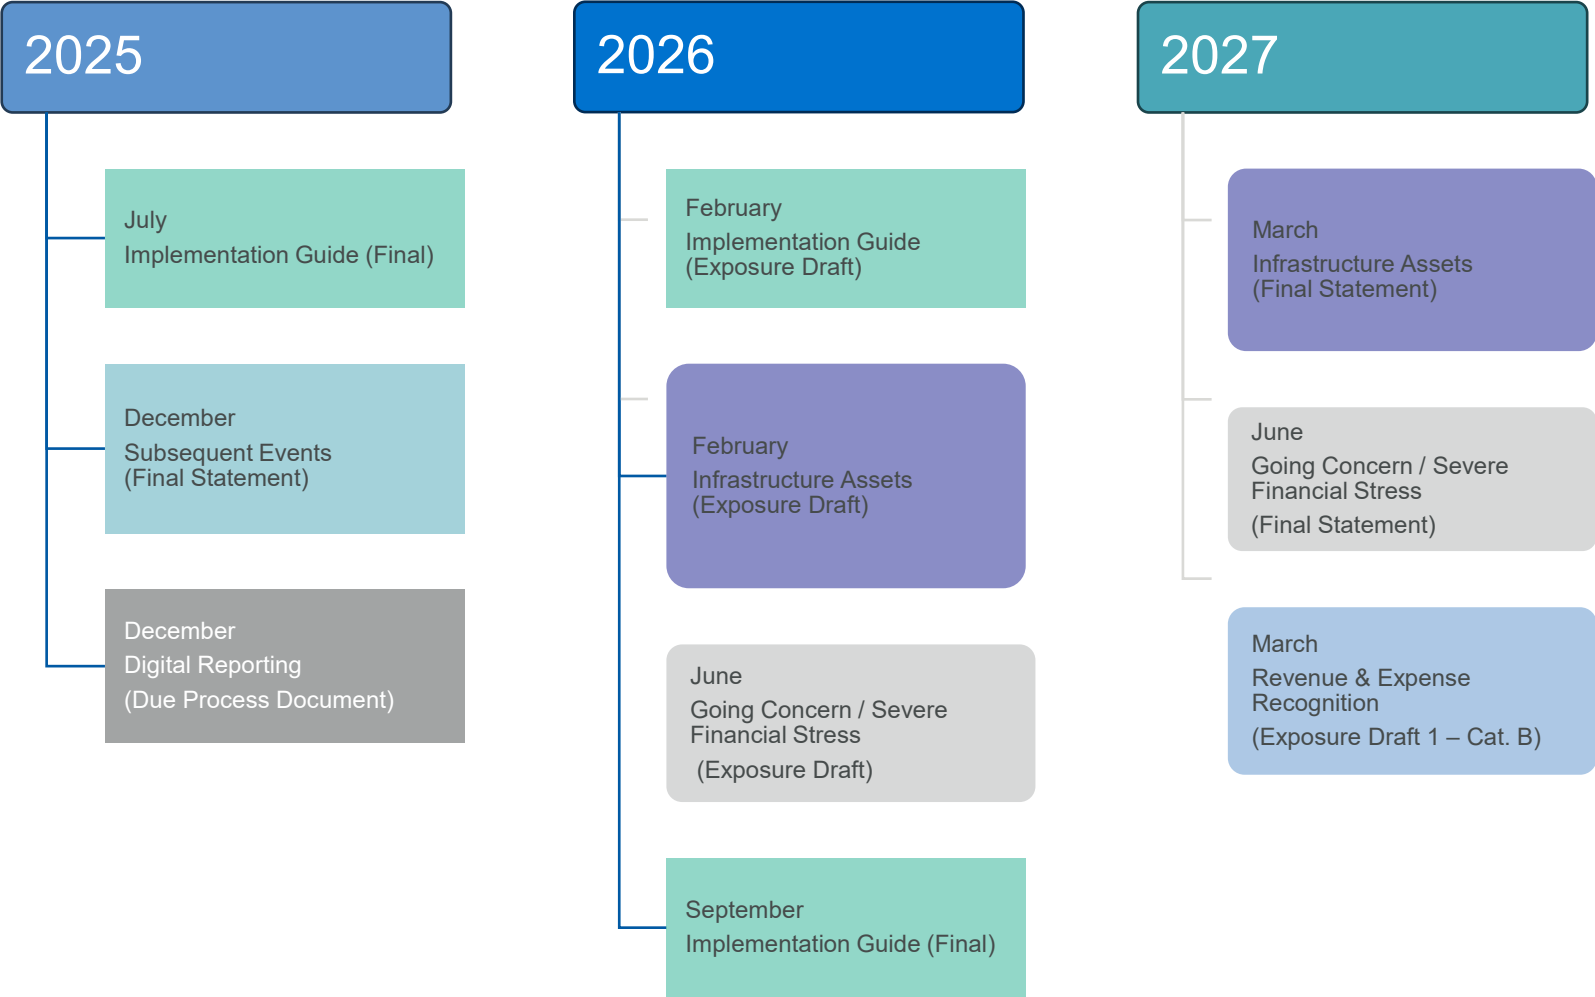 2025
July
Implementation Guide (Final)
December
Subsequent Events
(Final Statement)
December
Digital Reporting
(Due Process Document)
2026
February
Implementation Guide
(Exposure Draft)
February
Infrastructure Assets
(Exposure Draft)
June
Going Concern / Severe
Financial Stress
(Exposure Draft)
September
Implementation Guide (Final)
2027
March
Infrastructure Assets
(Final Statement)
June
Going Concern / Severe
Financial Stress
(Final Statement)
March
Revenue & Expense
Recognition
(Exposure Draft 1 – Cat. B)